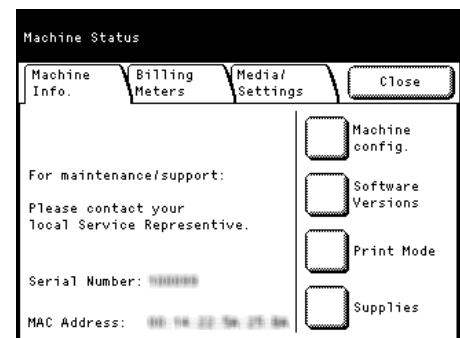 Machine Status
Machine Info.
Billing Meters
Media/ Settings
Close
For maintenance/support:
Please contact your
local Service Representive.
Serial Number:
MAC Address:
Machine config.
Software Versions
Print Mode
Supplies